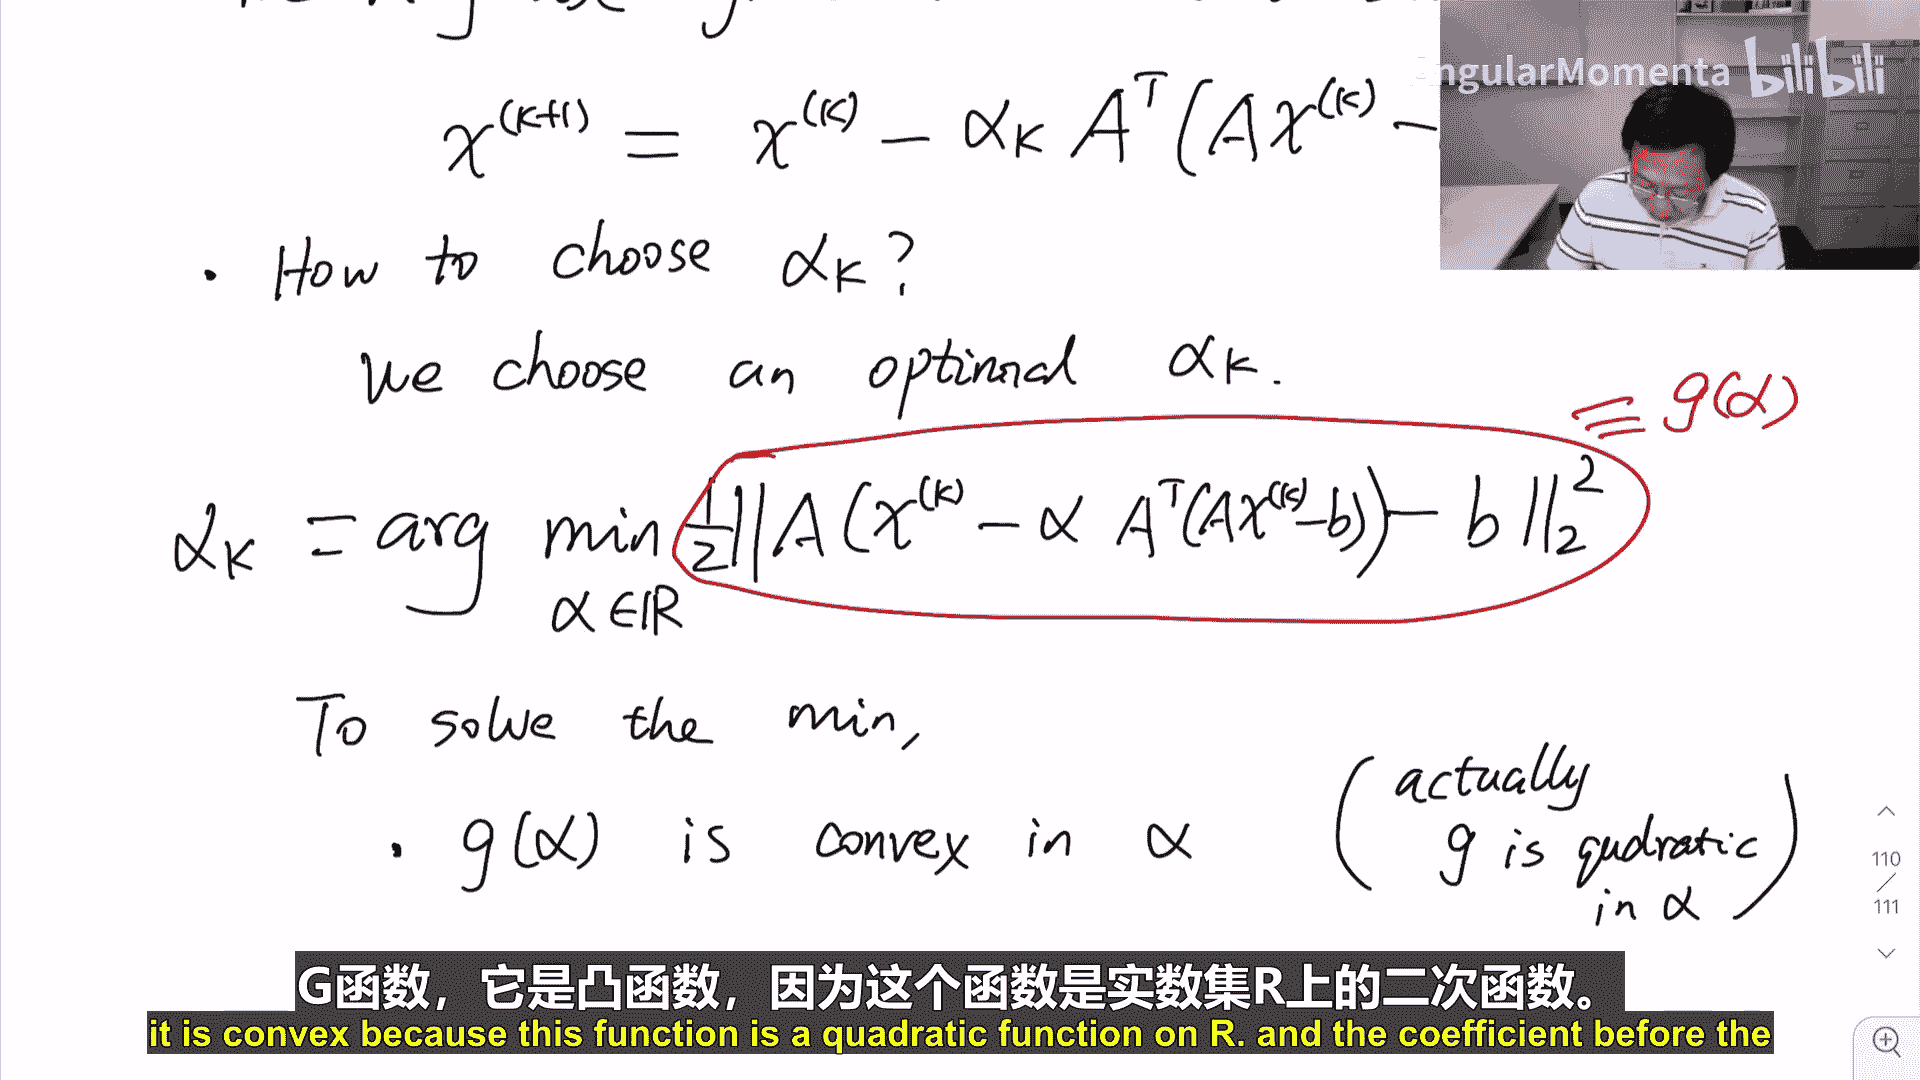 ngularMomenta bilibili
x^(k+1) = x^(k) − α_k A^T (A x^(k) −
· How to choose α_k?
We choose an optimal α_k.
≡ g(α)
α_k = arg min_{α∈ℝ} 1/2 ||A(x^(k) − α A^T(Ax^(k)−b)) − b||_2^2
To solve the min,
· g(α) is convex in α (actually
g is qudratic
in α)
110
/
111
G函数，它是凸函数，因为这个函数是实数集R上的二次函数。
it is convex because this function is a quadratic function on R. and the coefficient before the